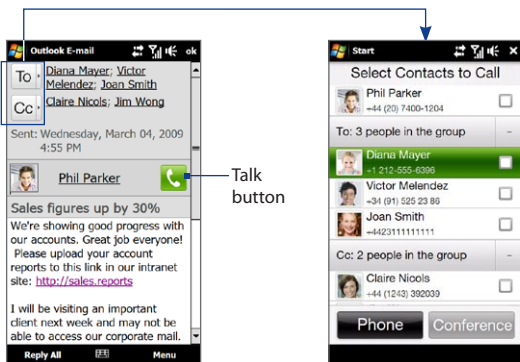 Outlook E-mail
ok
To
Diana Mayer; Victor
Melendez; Joan Smith
Cc
Claire Nicols; Jim Wong
Sent: Wednesday, March 04, 2009
4:55 PM
Phil Parker
Talk
button
Sales figures up by 30%
We're showing good progress with
our accounts. Great job everyone!
Please upload your account
reports to this link in our intranet
site: http://sales.reports
I will be visiting an important
client next week and may not be
able to access our corporate mail.
Reply All
Menu
Start
Select Contacts to Call
Phil Parker
+44 (20) 7400-1204
To: 3 people in the group
Diana Mayer
+1 212-555-6396
Victor Melendez
+34 (91) 525 23 86
Joan Smith
+4423111111111
Cc: 2 people in the group
Claire Nicols
+44 (1243) 392039
Phone
Conference